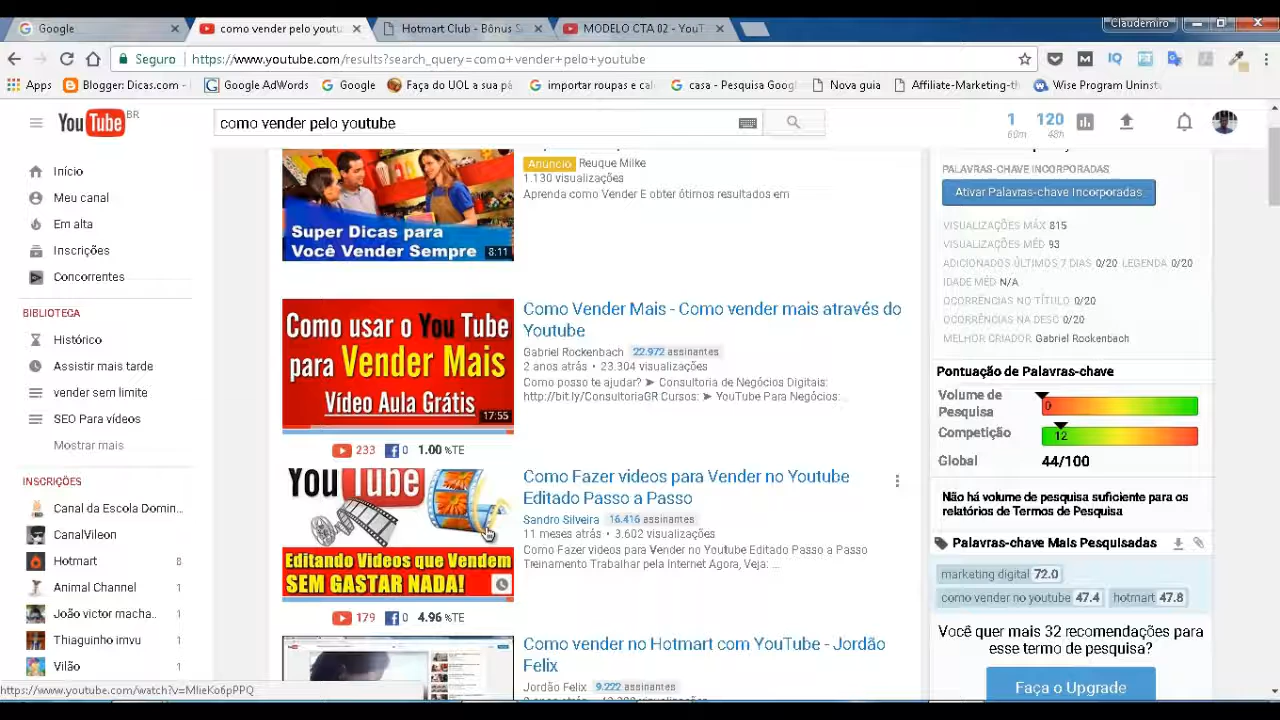 Google
como vender pelo youtu
Hotmart Club - Bônus S
MODELO CTA 02 - YouT
Claudemiro
Seguro
https://www.youtube.com/results?search_query=como+vender+pelo+youtube
Apps
Blogger: Dicas.com -
Google AdWords
Google
Faça do UOL a sua pá
importar roupas e cal
casa - Pesquisa Goog
Nova guia
Affiliate-Marketing-th
Wise Program Uninst
YouTube BR
como vender pelo youtube
1
60m
120
48h
Início
Meu canal
Em alta
Inscrições
Concorrentes
BIBLIOTECA
Histórico
Assistir mais tarde
vender sem limite
SEO Para vídeos
Mostrar mais
INSCRIÇÕES
Canal da Escola Domin...
CanalVileon
Hotmart 8
Animal Channel 1
João victor macha... 1
Thiaguinho imvu 1
Vilão 1
Super Dicas para
Você Vender Sempre
8:11
Anúncio Reuque Milke
1.130 visualizações
Aprenda como Vender E obter ótimos resultados em
Como usar o You Tube
para Vender Mais
Vídeo Aula Grátis
17:55
233 0 1.00 %TE
Como Vender Mais - Como vender mais através do
Youtube
Gabriel Rockenbach 22.972 assinantes
2 anos atrás • 23.304 visualizações
Como posso te ajudar? ➤ Consultoria de Negócios Digitais:
http://bit.ly/ConsultoriaGR Cursos: ➤ YouTube Para Negócios:
YouTube
Editando Videos que Vendem
SEM GASTAR NADA!
179 0 4.96 %TE
Como Fazer videos para Vender no Youtube
Editado Passo a Passo
Sandro Silveira 16.416 assinantes
11 meses atrás • 3.602 visualizações
Como Fazer videos para Vender no Youtube Editado Passo a Passo
Treinamento Trabalhar pela Internet Agora, Veja: ...
Como vender no Hotmart com YouTube - Jordão
Felix
Jordão Felix 9.222 assinantes
PALAVRAS-CHAVE INCORPORADAS
Ativar Palavras-chave Incorporadas
VISUALIZAÇÕES MÁX 815
VISUALIZAÇÕES MÉD 93
ADICIONADOS ÚLTIMOS 7 DIAS 0/20 LEGENDA 0/20
IDADE MÉD N/A
OCORRÊNCIAS NO TÍTULO 0/20
OCORRÊNCIAS NA DESC 0/20
MELHOR CRIADOR Gabriel Rockenbach
Pontuação de Palavras-chave
Volume de
Pesquisa
0
Competição
12
Global 44/100
Não há volume de pesquisa suficiente para os
relatórios de Termos de Pesquisa
Palavras-chave Mais Pesquisadas
marketing digital 72.0
como vender no youtube 47.4 hotmart 47.8
Você quer mais 32 recomendações para
esse termo de pesquisa?
Faça o Upgrade